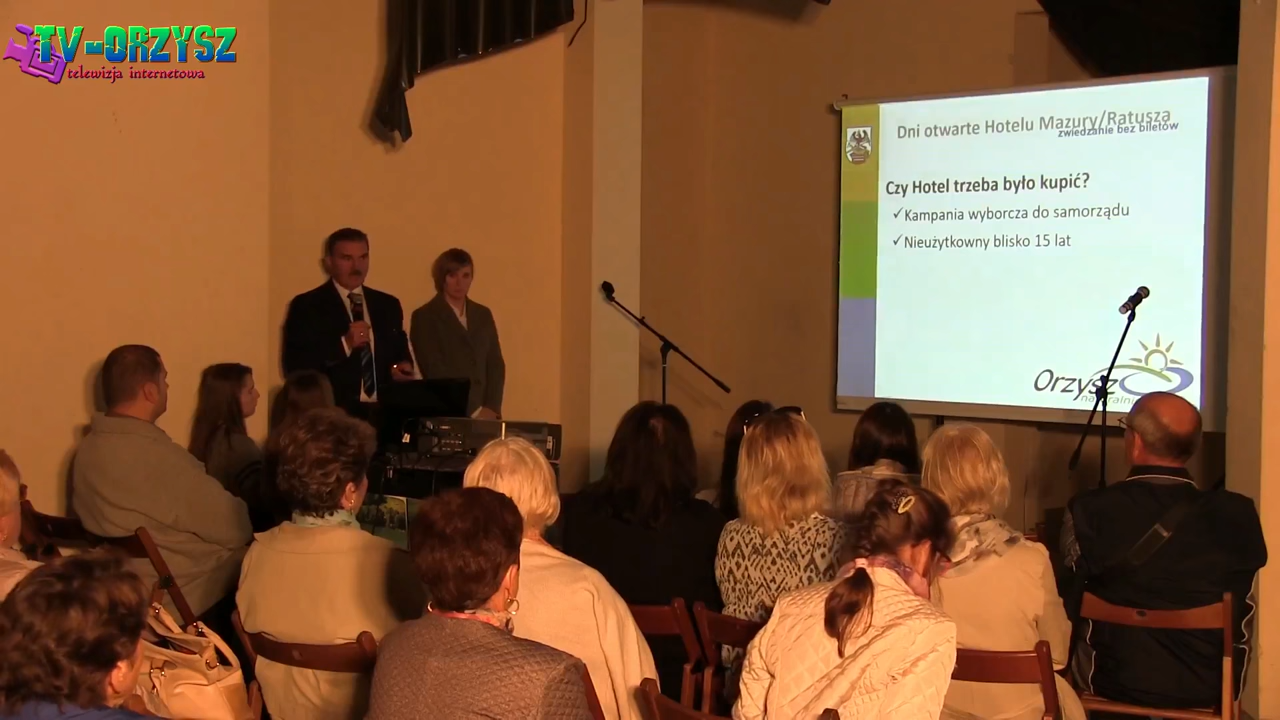 TV-ORZYSZ
telewizja internetowa
Dni otwarte Hotelu Mazury/Ratusza
zwiedzanie bez biletów
Czy Hotel trzeba było kupić?
✓Kampania wyborcza do samorządu
✓Nieużytkowny blisko 15 lat
Orzysz